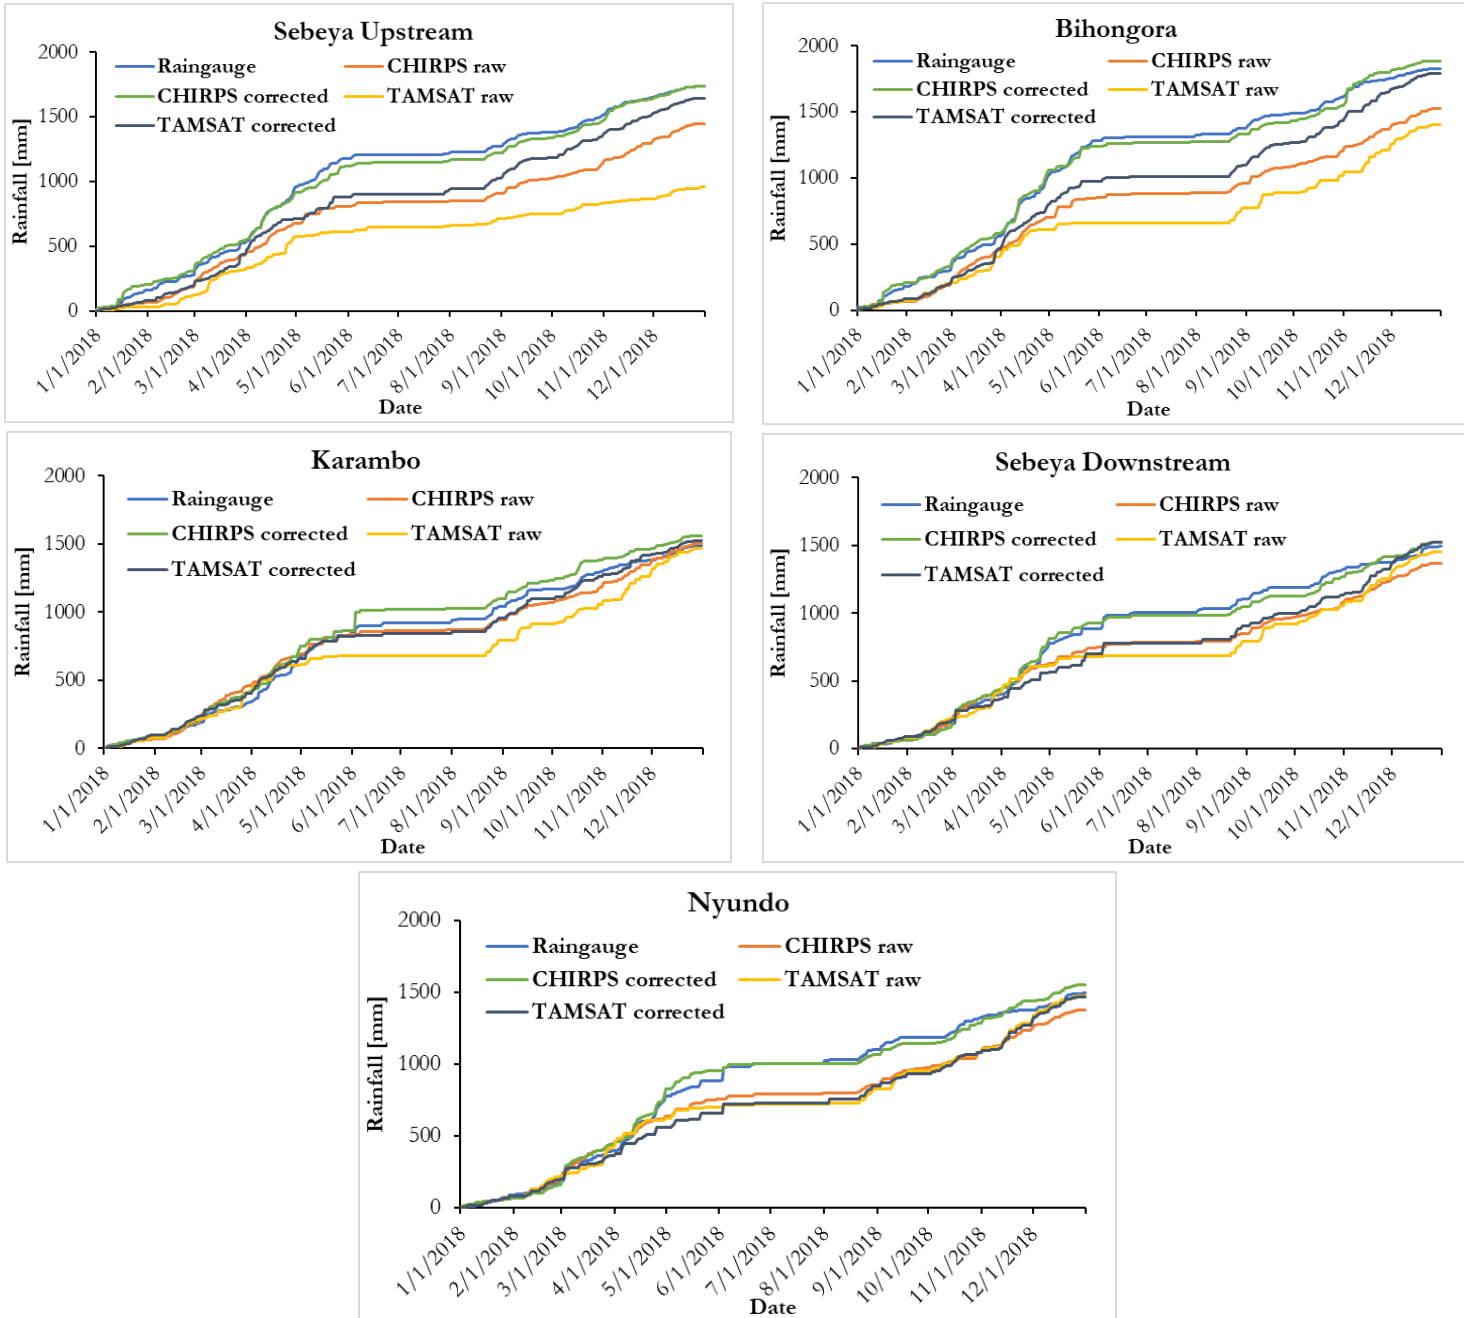 Sebeya Upstream
2000
1500
1000
500
0
Rainfall [mm]
Raingauge
CHIRPS raw
CHIRPS corrected
TAMSAT raw
TAMSAT corrected
1/1/2018
2/1/2018
3/1/2018
4/1/2018
5/1/2018
6/1/2018
7/1/2018
8/1/2018
9/1/2018
10/1/2018
11/1/2018
12/1/2018
Date
Bihongora
2000
1500
1000
500
0
Rainfall [mm]
Raingauge
CHIRPS raw
CHIRPS corrected
TAMSAT raw
TAMSAT corrected
1/1/2018
2/1/2018
3/1/2018
4/1/2018
5/1/2018
6/1/2018
7/1/2018
8/1/2018
9/1/2018
10/1/2018
11/1/2018
12/1/2018
Date
Karambo
2000
1500
1000
500
0
Rainfall [mm]
Raingauge
CHIRPS raw
CHIRPS corrected
TAMSAT raw
TAMSAT corrected
1/1/2018
2/1/2018
3/1/2018
4/1/2018
5/1/2018
6/1/2018
7/1/2018
8/1/2018
9/1/2018
10/1/2018
11/1/2018
12/1/2018
Date
Sebeya Downstream
2000
1500
1000
500
0
Rainfall [mm]
Raingauge
CHIRPS raw
CHIRPS corrected
TAMSAT raw
TAMSAT corrected
1/1/2018
2/1/2018
3/1/2018
4/1/2018
5/1/2018
6/1/2018
7/1/2018
8/1/2018
9/1/2018
10/1/2018
11/1/2018
12/1/2018
Date
Nyundo
2000
1500
1000
500
0
Rainfall [mm]
Raingauge
CHIRPS raw
CHIRPS corrected
TAMSAT raw
TAMSAT corrected
1/1/2018
2/1/2018
3/1/2018
4/1/2018
5/1/2018
6/1/2018
7/1/2018
8/1/2018
9/1/2018
10/1/2018
11/1/2018
12/1/2018
Date